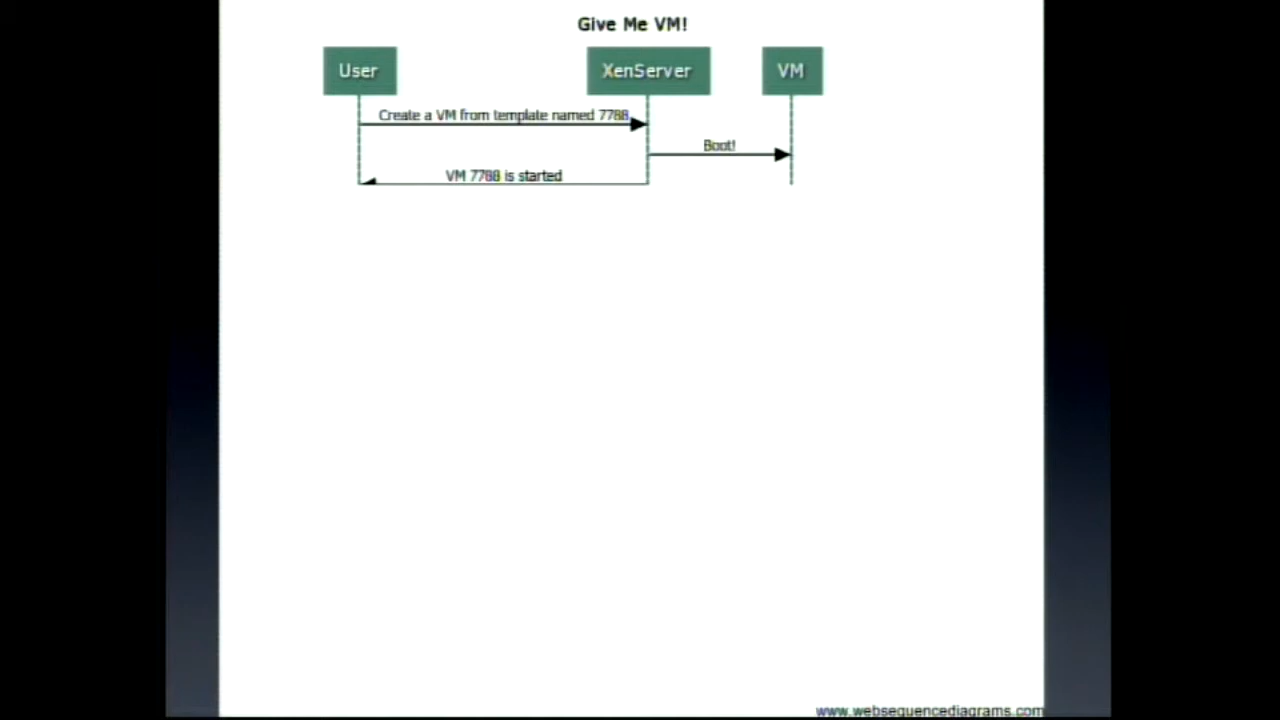 Give Me VM!
User
XenServer
VM
Create a VM from template named 7788
Boot!
VM 7788 is started
www.websequencediagrams.com